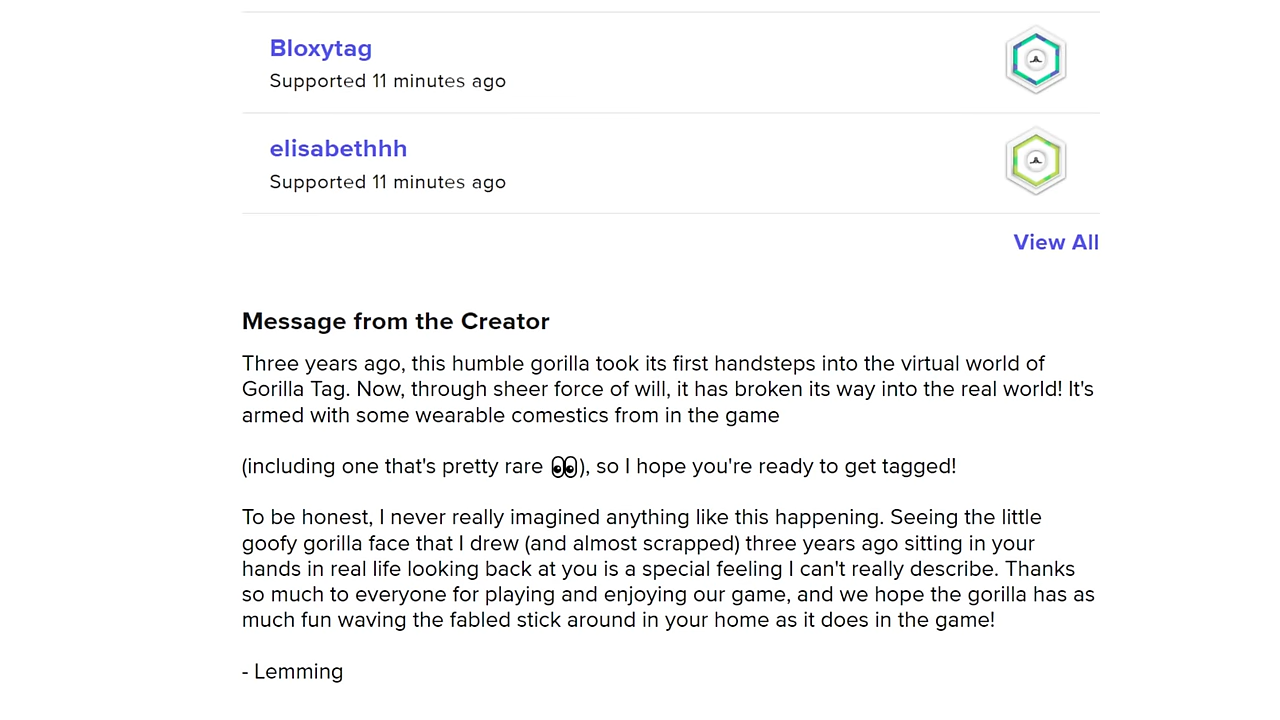 Bloxytag
Supported 11 minutes ago
elisabethhh
Supported 11 minutes ago
View All
Message from the Creator
Three years ago, this humble gorilla took its first handsteps into the virtual world of
Gorilla Tag. Now, through sheer force of will, it has broken its way into the real world! It's
armed with some wearable comestics from in the game
(including one that's pretty rare 👀), so I hope you're ready to get tagged!
To be honest, I never really imagined anything like this happening. Seeing the little
goofy gorilla face that I drew (and almost scrapped) three years ago sitting in your
hands in real life looking back at you is a special feeling I can't really describe. Thanks
so much to everyone for playing and enjoying our game, and we hope the gorilla has as
much fun waving the fabled stick around in your home as it does in the game!
- Lemming